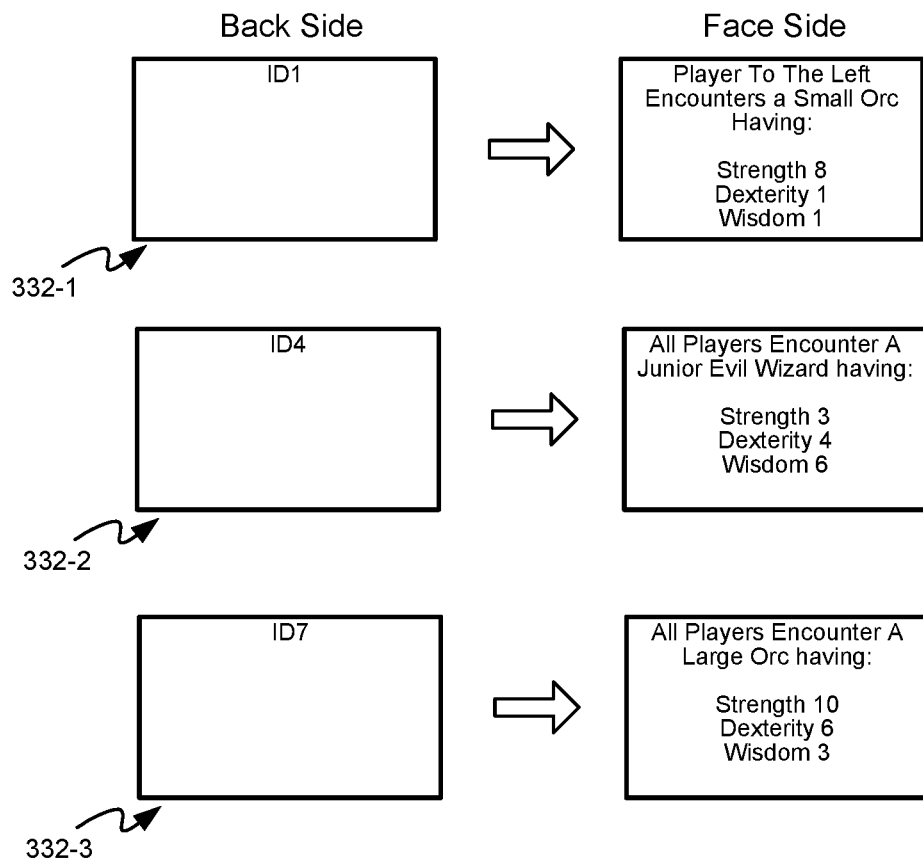 Back Side
Face Side
ID1
Player To The Left
Encounters a Small Orc
Having:
Strength 8
Dexterity 1
Wisdom 1
332-1
ID4
All Players Encounter A
Junior Evil Wizard having:
Strength 3
Dexterity 4
Wisdom 6
332-2
ID7
All Players Encounter A
Large Orc having:
Strength 10
Dexterity 6
Wisdom 3
332-3